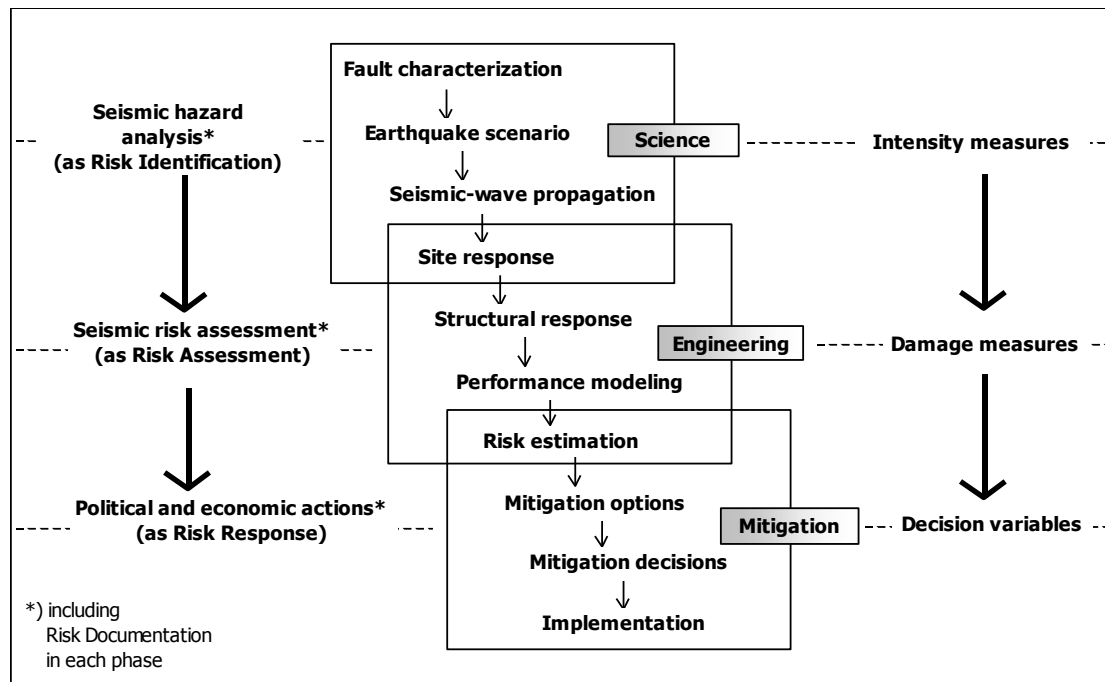 Seismic hazard
analysis*
(as Risk Identification)
Seismic risk assessment*
(as Risk Assessment)
Political and economic actions*
(as Risk Response)
*) including
Risk Documentation
in each phase
Fault characterization
Earthquake scenario
Seismic-wave propagation
Site response
Structural response
Performance modeling
Risk estimation
Mitigation options
Mitigation decisions
Implementation
Science
Engineering
Mitigation
Intensity measures
Damage measures
Decision variables